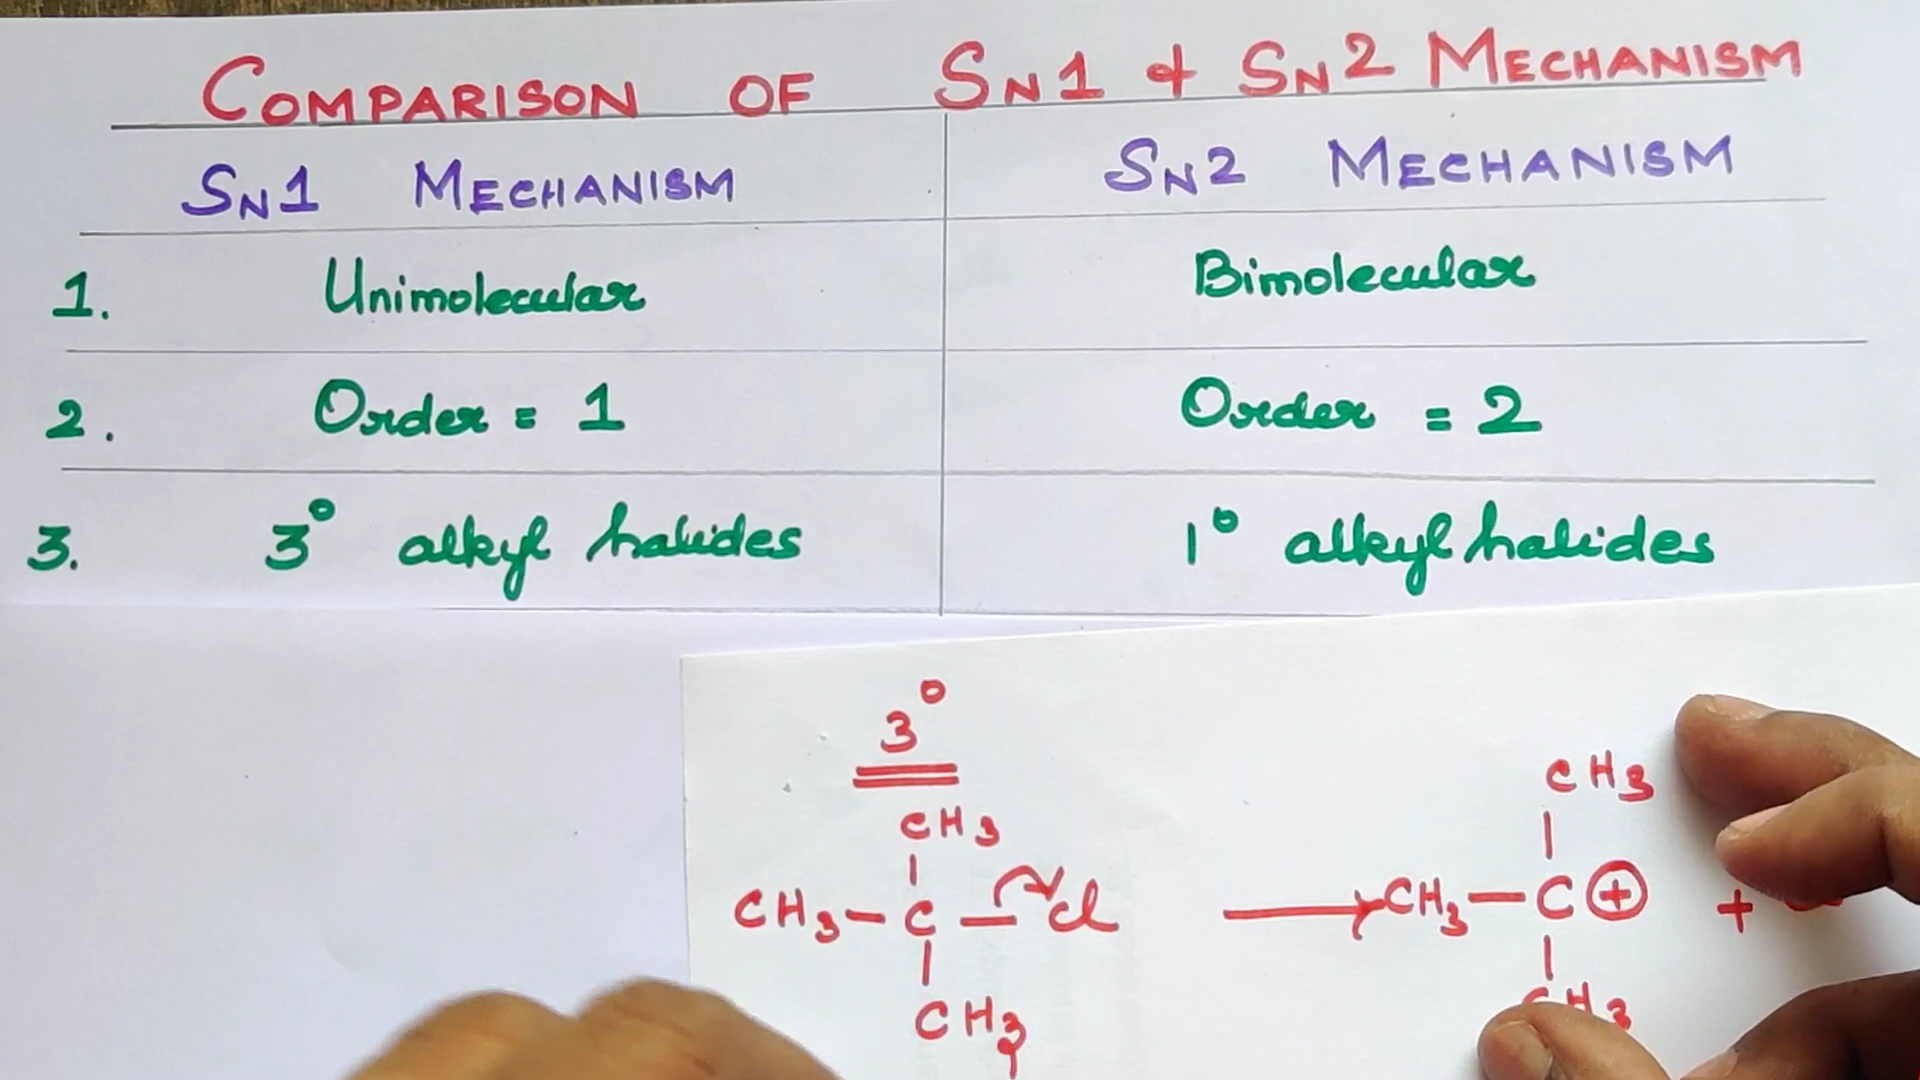 COMPARISON OF SN1 & SN2 MECHANISM
SN1 MECHANISM SN2 MECHANISM
1. Unimolecular Bimolecular
2. Order = 1 Order = 2
3. 3° alkyl halides 1° alkyl halides
3°
CH3 CH3
CH3-C-Cl → CH3-C⊕ +
CH3 CH3